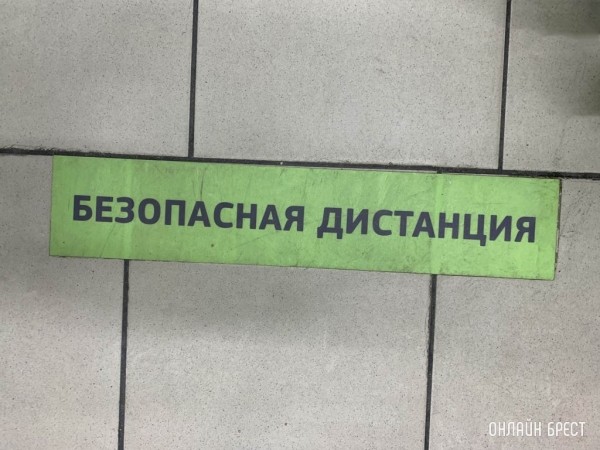 БЕЗОПАСНАЯ ДИСТАНЦИЯ
ОНЛАЙН БРЕСТ